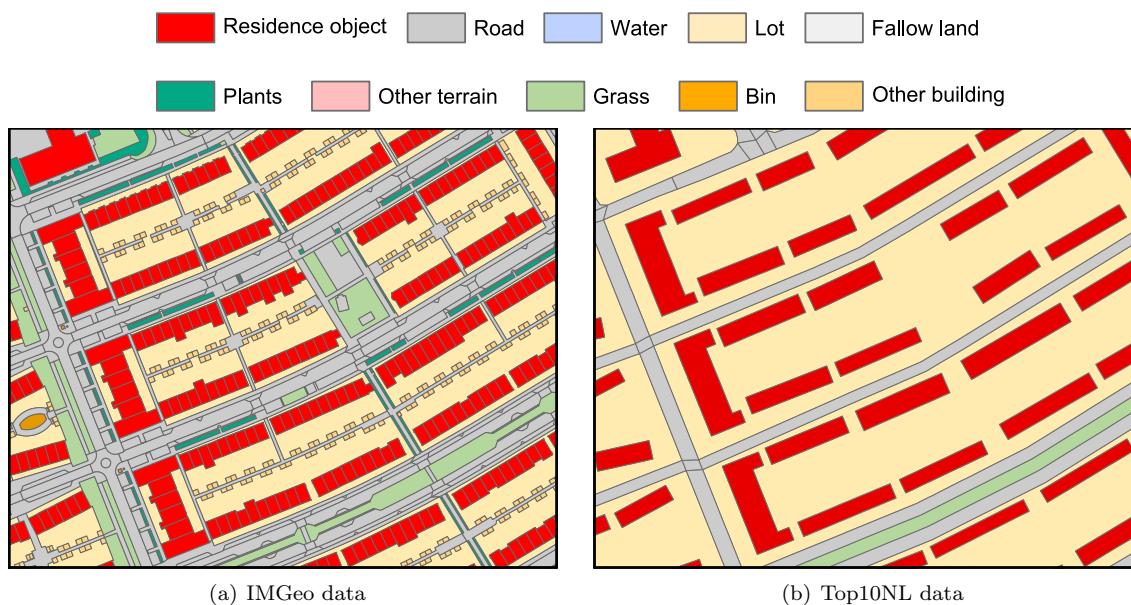 Residence object Road Water Lot Fallow land
Plants Other terrain Grass Bin Other building
(a) IMGeo data (b) Top10NL data